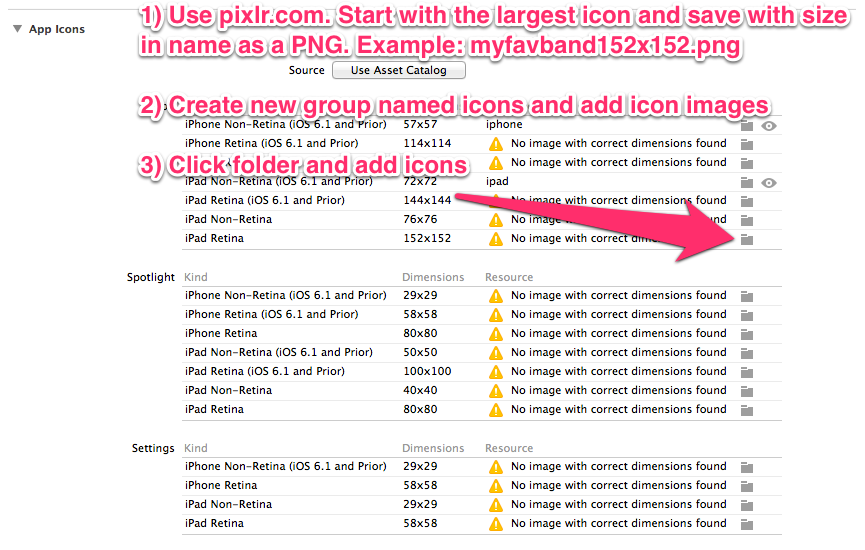 1) Use pixlr.com. Start with the largest icon and save with size
in name as a PNG. Example: myfavband152x152.png
App Icons
Source Use Asset Catalog
2) Create new group named icons and add icon images
iPhone Non-Retina (iOS 6.1 and Prior) 57x57 iphone
iPhone Retina (iOS 6.1 and Prior) 114x114 No image with correct dimensions found
3) Click folder and add icons
No image with correct dimensions found
iPad Non-Retina (iOS 6.1 and Prior) 72x72 ipad
iPad Retina (iOS 6.1 and Prior) 144x144 No image with correct dimensions found
iPad Non-Retina 76x76 No image with correct dimensions found
iPad Retina 152x152 No image with correct dimensions found
Spotlight Kind Dimensions Resource
iPhone Non-Retina (iOS 6.1 and Prior) 29x29 No image with correct dimensions found
iPhone Retina (iOS 6.1 and Prior) 58x58 No image with correct dimensions found
iPhone Retina 80x80 No image with correct dimensions found
iPad Non-Retina (iOS 6.1 and Prior) 50x50 No image with correct dimensions found
iPad Retina (iOS 6.1 and Prior) 100x100 No image with correct dimensions found
iPad Non-Retina 40x40 No image with correct dimensions found
iPad Retina 80x80 No image with correct dimensions found
Settings Kind Dimensions Resource
iPhone Non-Retina (iOS 6.1 and Prior) 29x29 No image with correct dimensions found
iPhone Retina 58x58 No image with correct dimensions found
iPad Non-Retina 29x29 No image with correct dimensions found
iPad Retina 58x58 No image with correct dimensions found